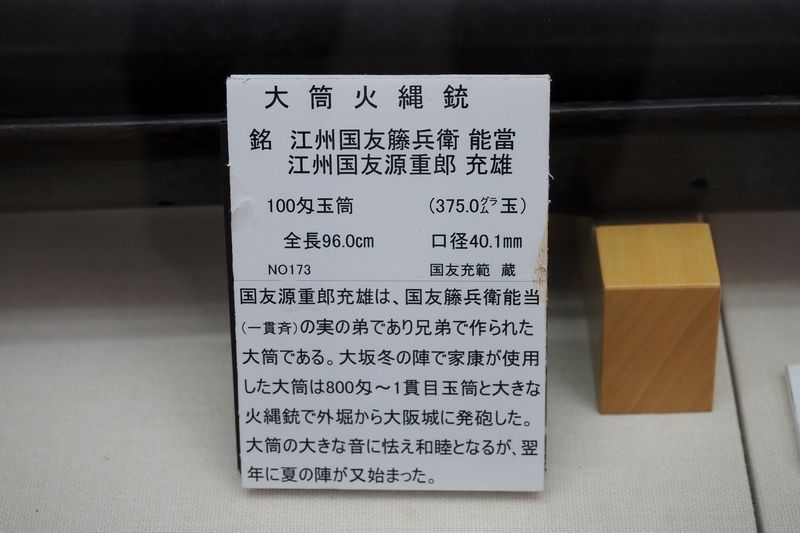 大筒火縄銃
銘 江州国友籐兵衛 能當
江州国友源重郎 充雄
100匁玉筒 (375.0㌘玉)
全長96.0cm 口径40.1mm
NO173 国友充範 蔵
国友源重郎充雄は、国友籐兵衛能当
(一貫斉)の実の弟であり兄弟で作られた
大筒である。大坂冬の陣で家康が使用
した大筒は800匁～1貫目玉筒と大きな
火縄銃で外堀から大阪城に発砲した。
大筒の大きな音に怯え和睦となるが、翌
年に夏の陣が又始まった。